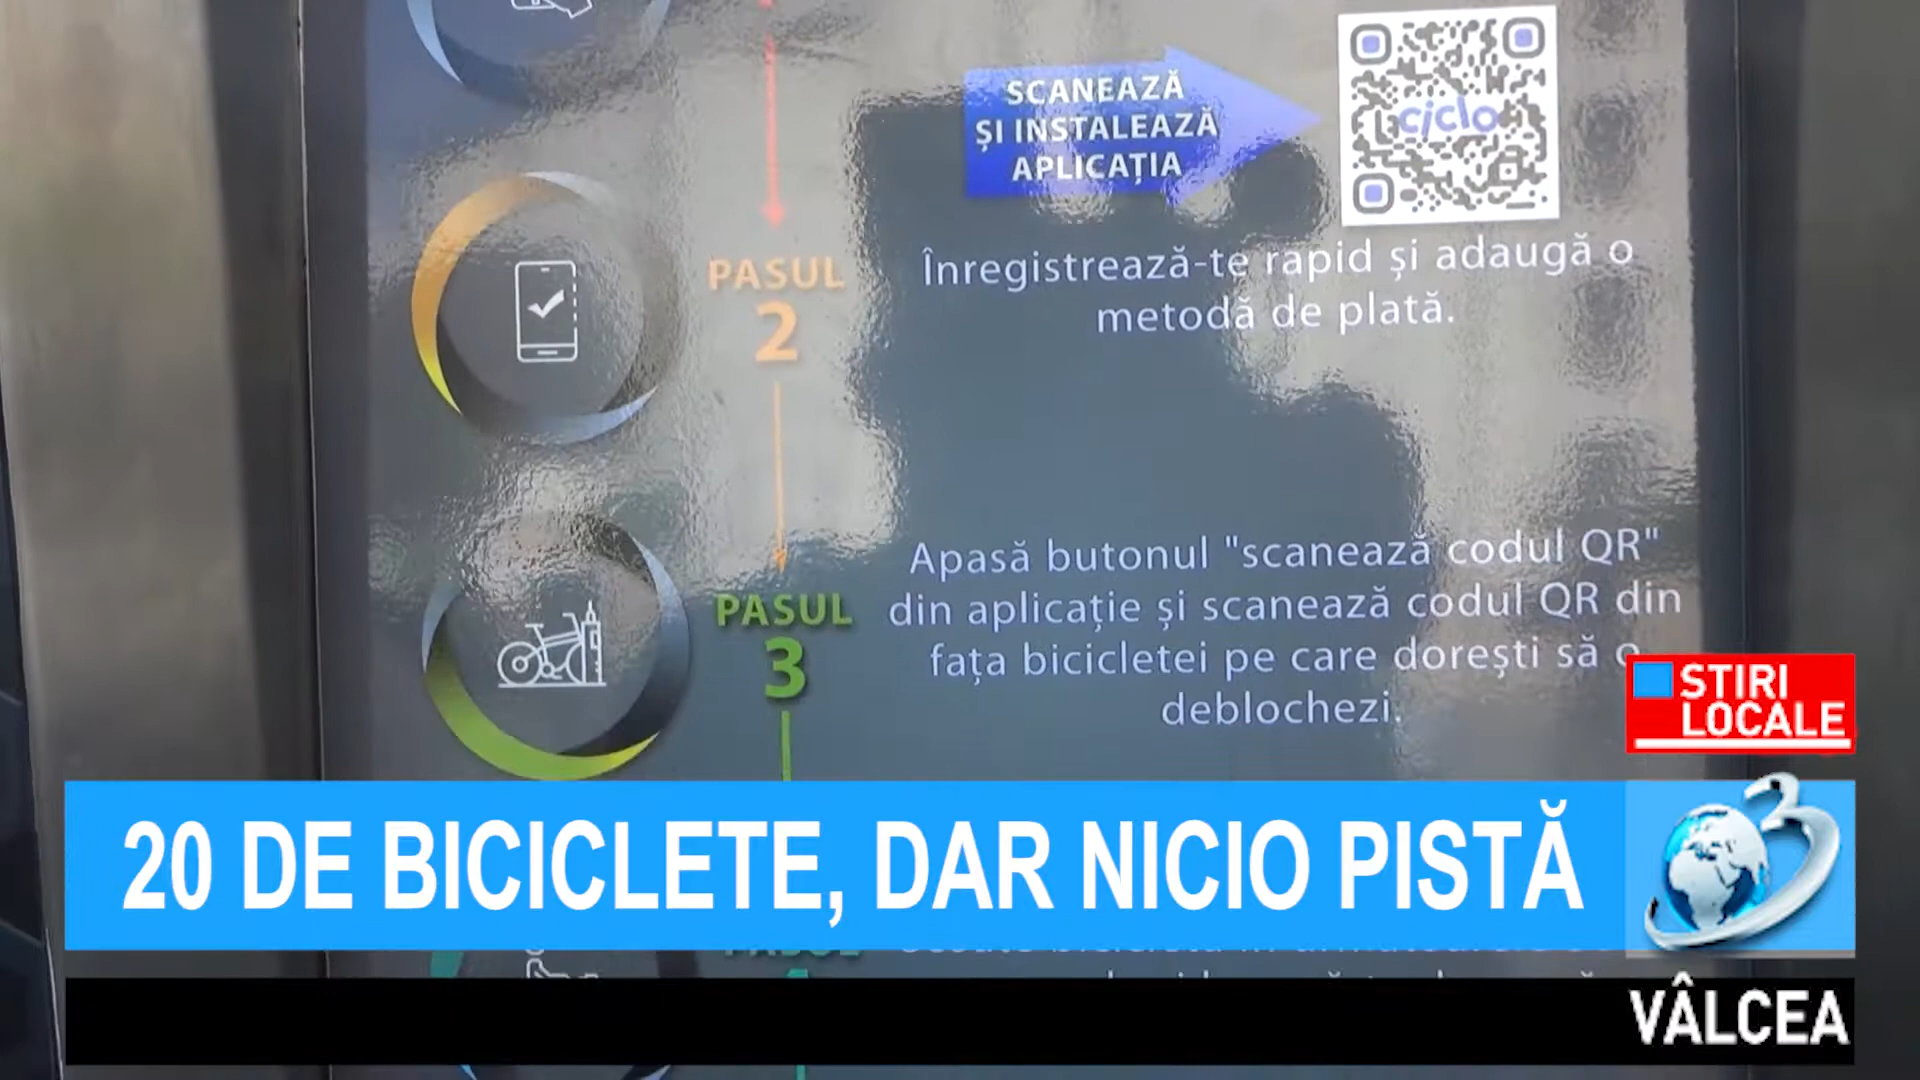 SCANEAZĂ
ȘI INSTALEAZĂ
APLICAȚIA
ciclo
PASUL
2
Înregistrează-te rapid și adaugă o
metodă de plată.
PASUL
3
Apasă butonul "scanează codul QR"
din aplicație și scanează codul QR din
fața bicicletei pe care dorești să o
deblochezi.
STIRI
LOCALE
20 DE BICICLETE, DAR NICIO PISTĂ
3
VÂLCEA